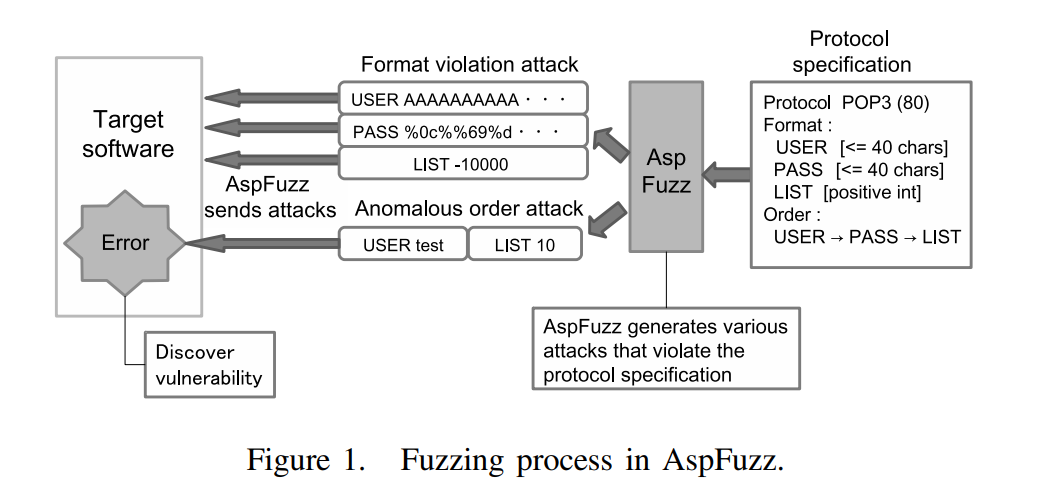 Protocol
specification
Format violation attack
USER AAAAAAAAAA・・・
PASS %0c%%69%d・・・
LIST -10000
Target
software
AspFuzz
sends attacks
Anomalous order attack
USER test
LIST 10
Error
Asp
Fuzz
Protocol POP3 (80)
Format :
USER [<= 40 chars]
PASS [<= 40 chars]
LIST [positive int]
Order :
USER → PASS → LIST
Discover
vulnerability
AspFuzz generates various
attacks that violate the
protocol specification
Figure 1. Fuzzing process in AspFuzz.